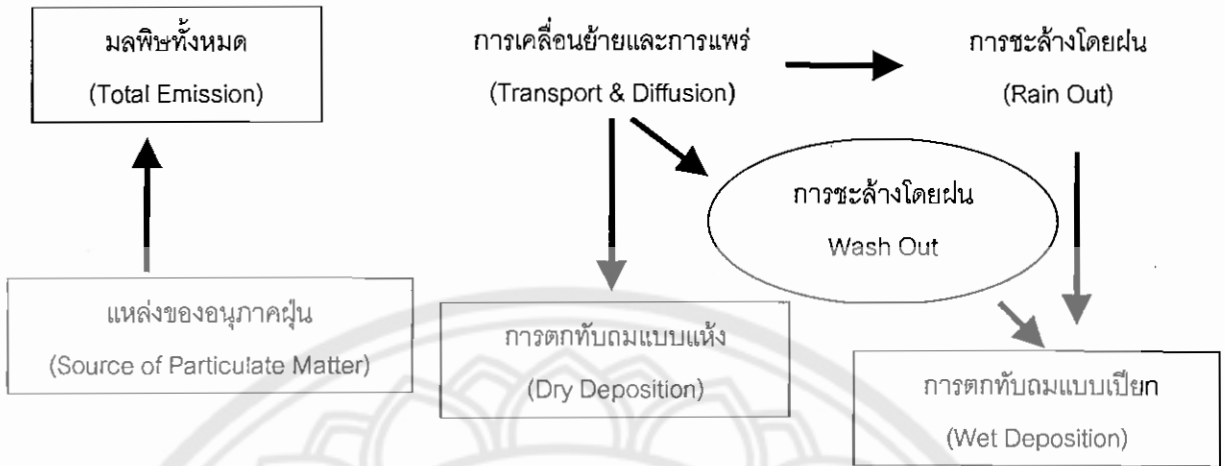 มลพิษทั้งหมด
(Total Emission)
การเคลื่อนย้ายและการแพร่
(Transport & Diffusion)
การชะล้างโดยฝน
(Rain Out)
การชะล้างโดยฝน
Wash Out
แหล่งของอนุภาคฝุ่น
(Source of Particulate Matter)
การตกทับถมแบบแห้ง
(Dry Deposition)
การตกทับถมแบบเปียก
(Wet Deposition)